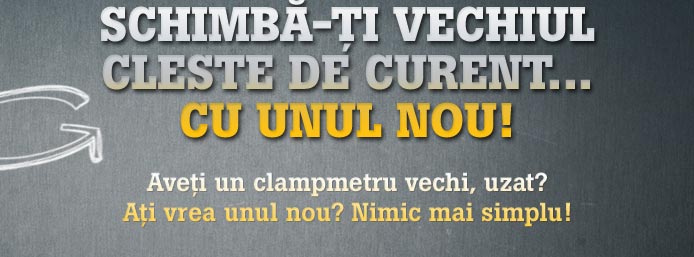 SCHIMBĂ-ȚI VECHIUL
CLESTE DE CURENT...
CU UNUL NOU!
Aveți un clampmetru vechi, uzat?
Ați vrea unul nou? Nimic mai simplu!